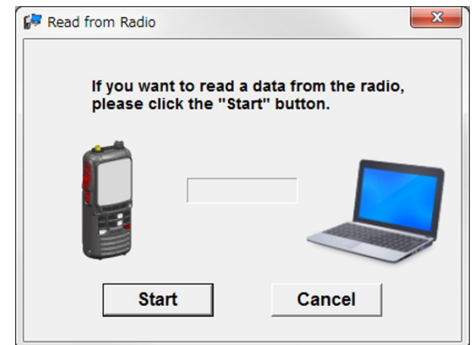 Read from Radio
If you want to read a data from the radio,
please click the "Start" button.
Start
Cancel